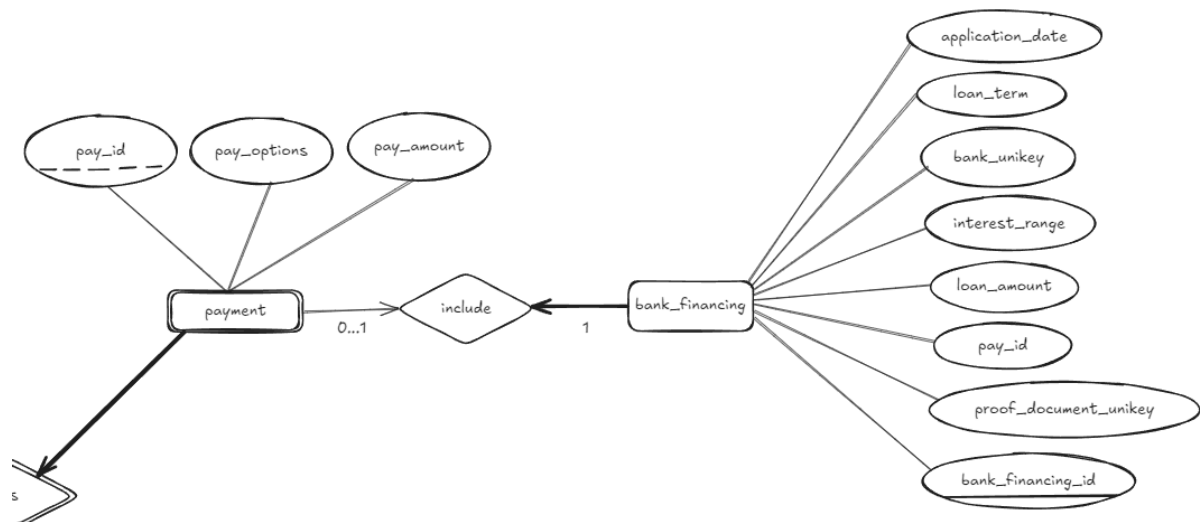 application_date
loan_term
pay_id
pay_options
pay_amount
bank_unikey
interest_range
loan_amount
payment
include
bank_financing
0...1
1
pay_id
proof_document_unikey
bank_financing_id
s